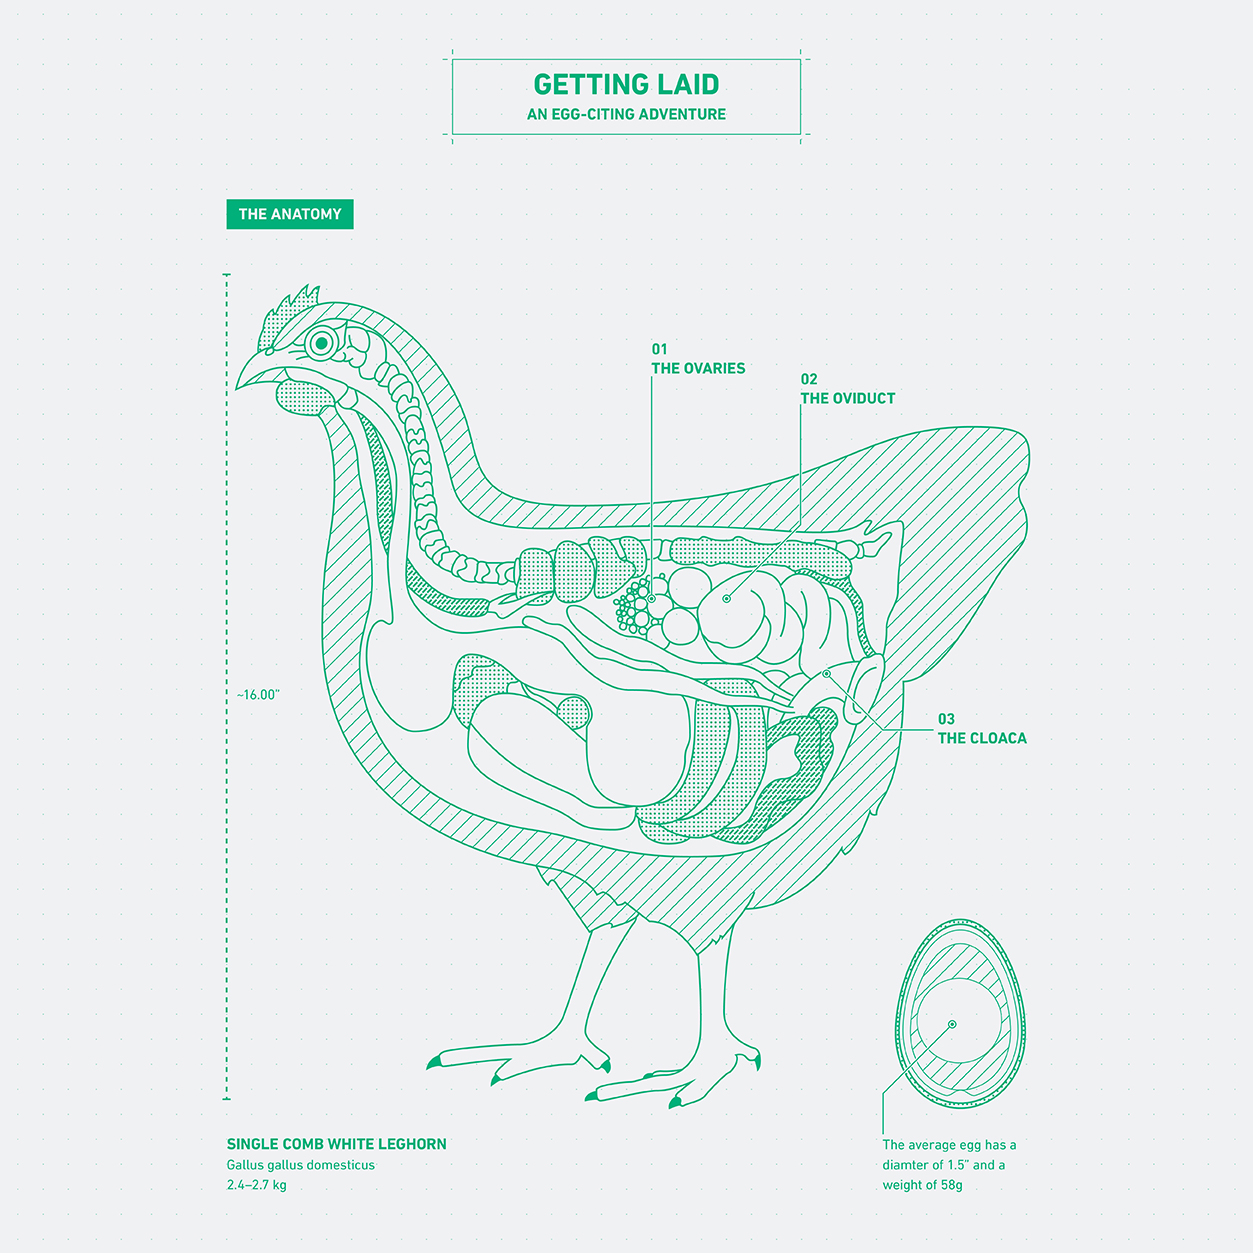 GETTING LAID
AN EGG-CITING ADVENTURE
THE ANATOMY
01
THE OVARIES
02
THE OVIDUCT
~16.00"
03
THE CLOACA
SINGLE COMB WHITE LEGHORN
Gallus gallus domesticus
2.4–2.7 kg
The average egg has a
diamter of 1.5" and a
weight of 58g